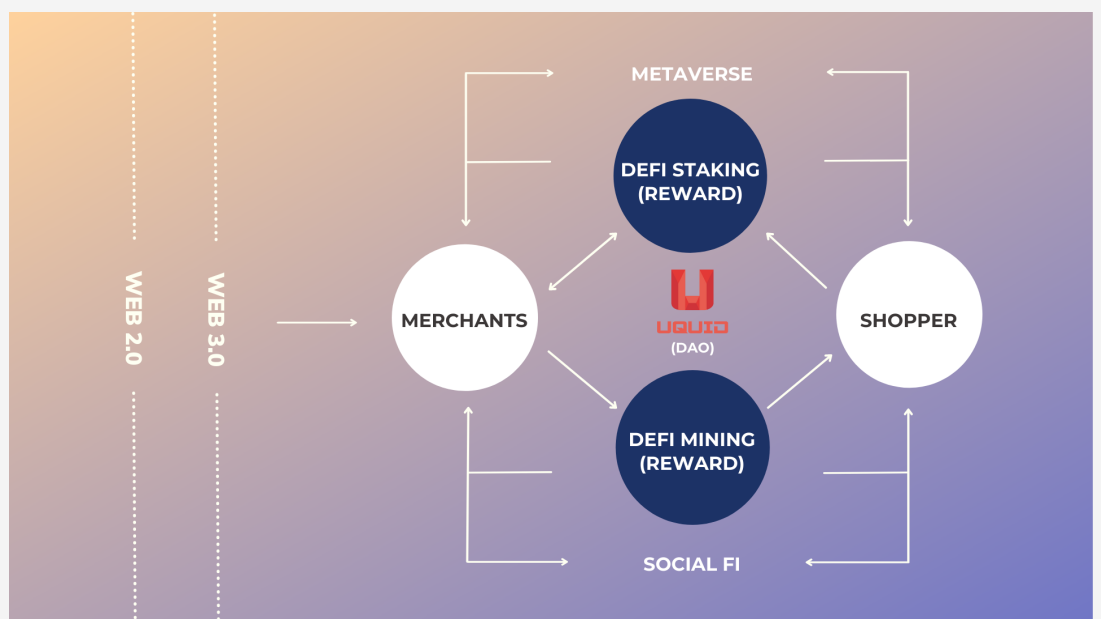 METAVERSE
DEFI STAKING
(REWARD)
WEB 2.0
WEB 3.0
MERCHANTS
UQUID
(DAO)
SHOPPER
DEFI MINING
(REWARD)
SOCIAL FI